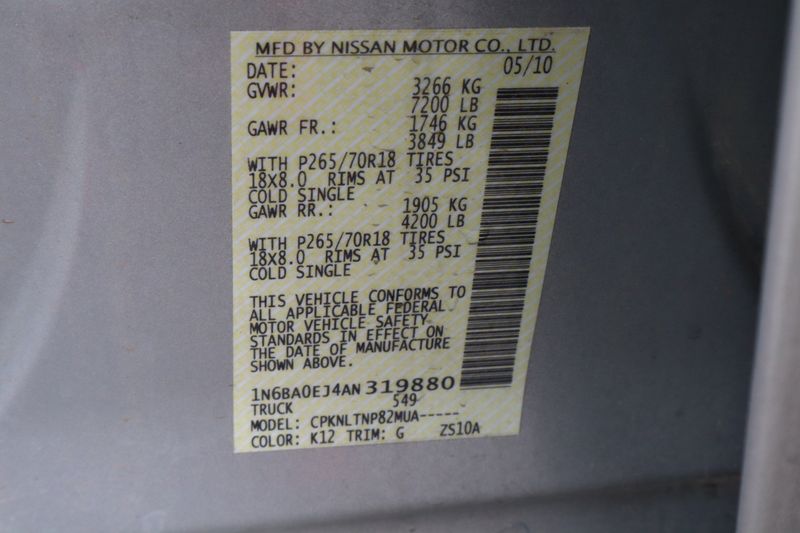 MFD BY NISSAN MOTOR CO., LTD.
DATE: 05/10
GVWR: 3266 KG
7200 LB
GAWR FR.: 1746 KG
3849 LB
WITH P265/70R18 TIRES
18X8.0 RIMS AT 35 PSI
COLD SINGLE
GAWR RR.: 1905 KG
4200 LB
WITH P265/70R18 TIRES
18X8.0 RIMS AT 35 PSI
COLD SINGLE
THIS VEHICLE CONFORMS TO
ALL APPLICABLE FEDERAL
MOTOR VEHICLE SAFETY
STANDARDS IN EFFECT ON
THE DATE OF MANUFACTURE
SHOWN ABOVE.
1N6BA0EJ4AN319880
TRUCK 549
MODEL: CPKNLTNP82MUA-----
COLOR: K12 TRIM: G ZS10A